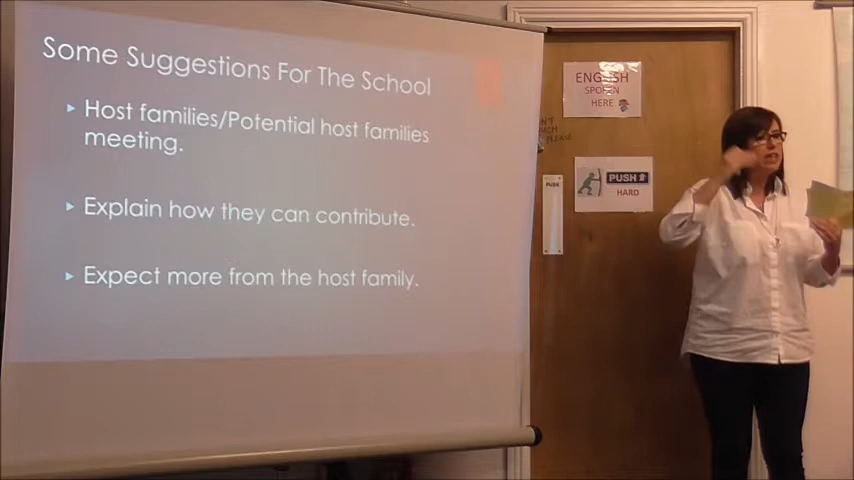 Some Suggestions For The School
Host families/Potential host families
meeting.
Explain how they can contribute.
Expect more from the host family.
ENGLISH
SPOKEN
HERE
PLEASE
PUSH
PUSH
HARD